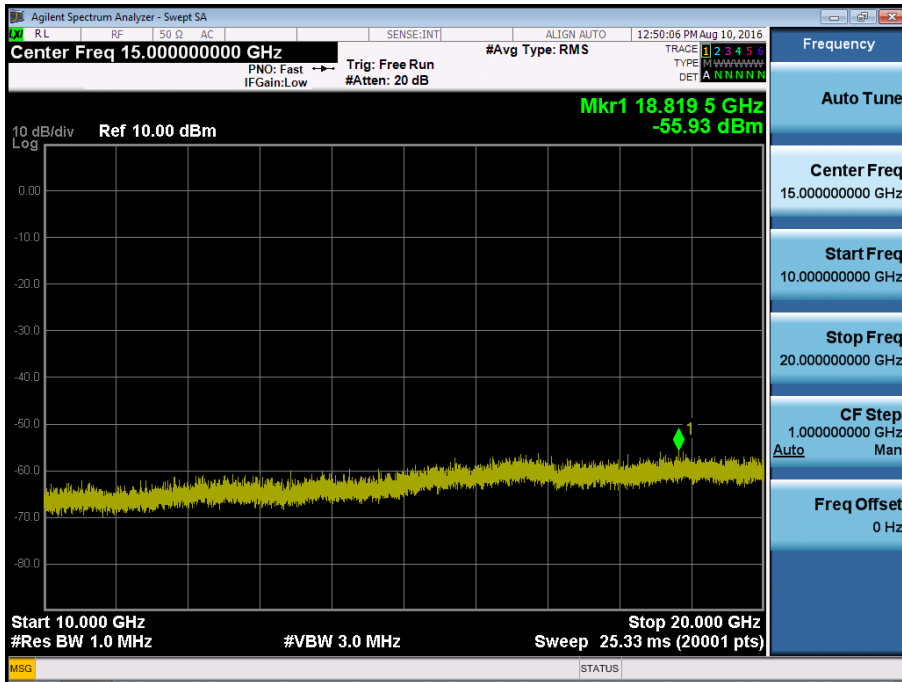 Agilent Spectrum Analyzer - Swept SA
LXI RL RF 50 Ω AC SENSE:INT ALIGN AUTO 12:50:06 PM Aug 10, 2016
Center Freq 15.000000000 GHz
#Avg Type: RMS
TRACE 1 2 3 4 5 6
PNO: Fast Trig: Free Run
TYPE M WWWWW
IFGain:Low #Atten: 20 dB
DET A N N N N N
Mkr1 18.819 5 GHz
10 dB/div Ref 10.00 dBm -55.93 dBm
Log
0.00
-10.0
-20.0
-30.0
-40.0
-50.0
1
-60.0
-70.0
-80.0
Start 10.000 GHz Stop 20.000 GHz
#Res BW 1.0 MHz #VBW 3.0 MHz Sweep 25.33 ms (20001 pts)
MSG STATUS
Frequency
Auto Tune
Center Freq
15.000000000 GHz
Start Freq
10.000000000 GHz
Stop Freq
20.000000000 GHz
CF Step
1.000000000 GHz
Auto Man
Freq Offset
0 Hz